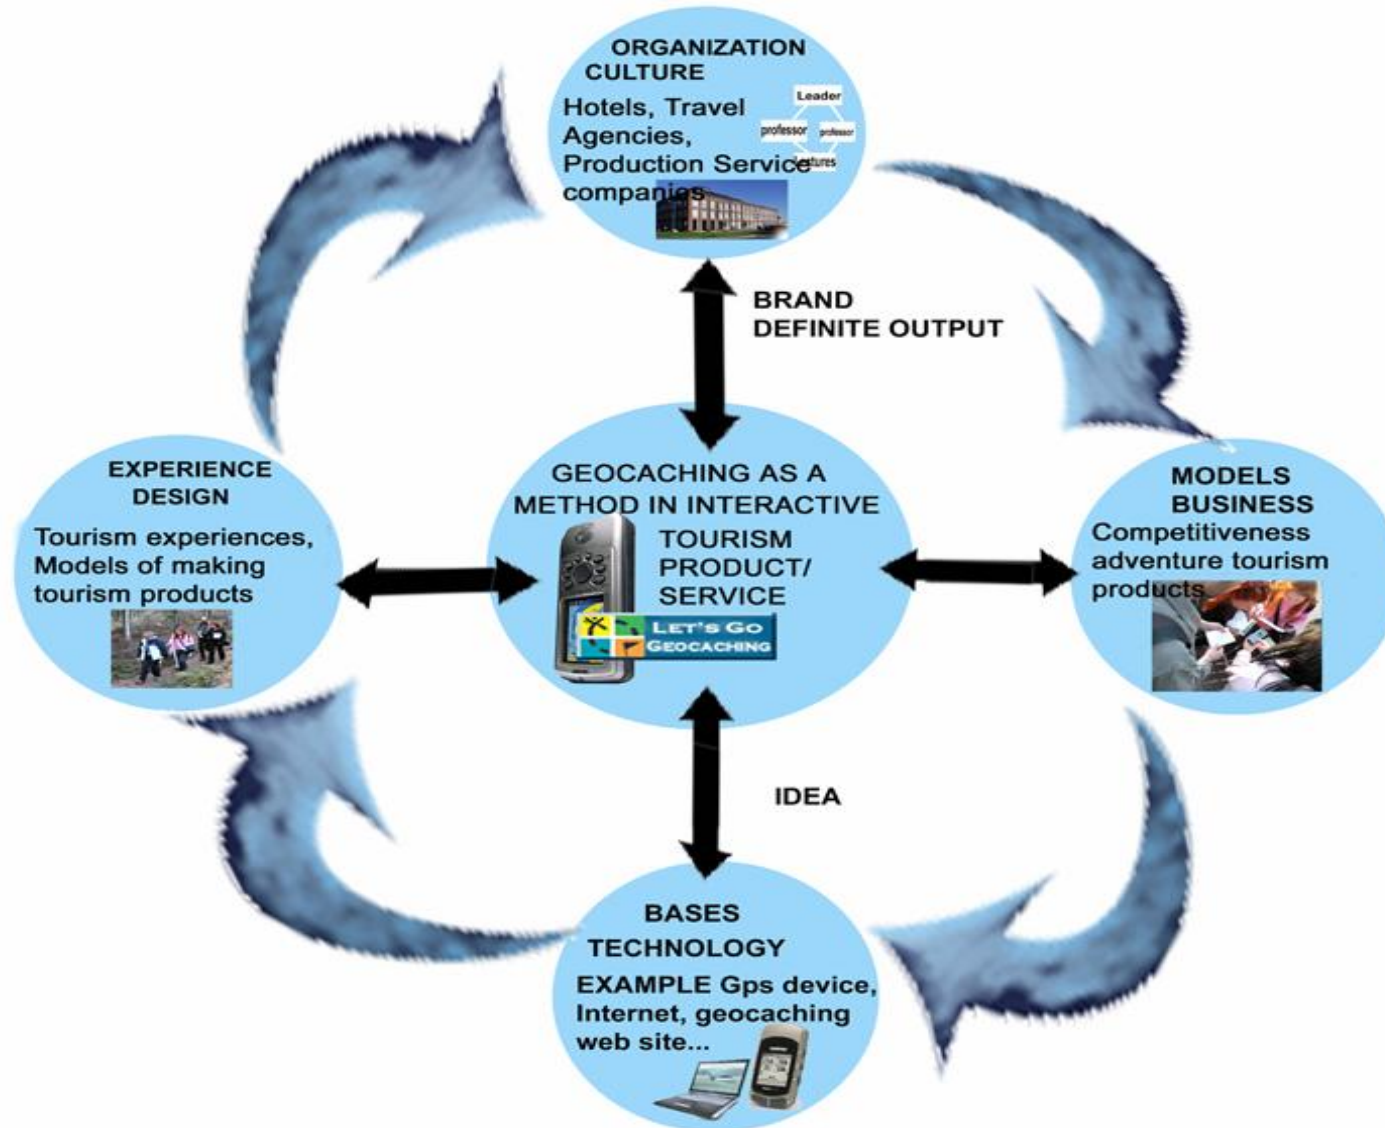 ORGANIZATION
CULTURE
Hotels, Travel
Agencies,
Production Service
companies
Leader
professor
professor
BRAND
DEFINITE OUTPUT
EXPERIENCE
DESIGN
Tourism experiences,
Models of making
tourism products
GEOCACHING AS A
METHOD IN INTERACTIVE
TOURISM
PRODUCT/
SERVICE
LET'S GO
GEOCACHING
MODELS
BUSINESS
Competitiveness
adventure tourism
products
IDEA
BASES
TECHNOLOGY
EXAMPLE Gps device,
Internet, geocaching
web site...